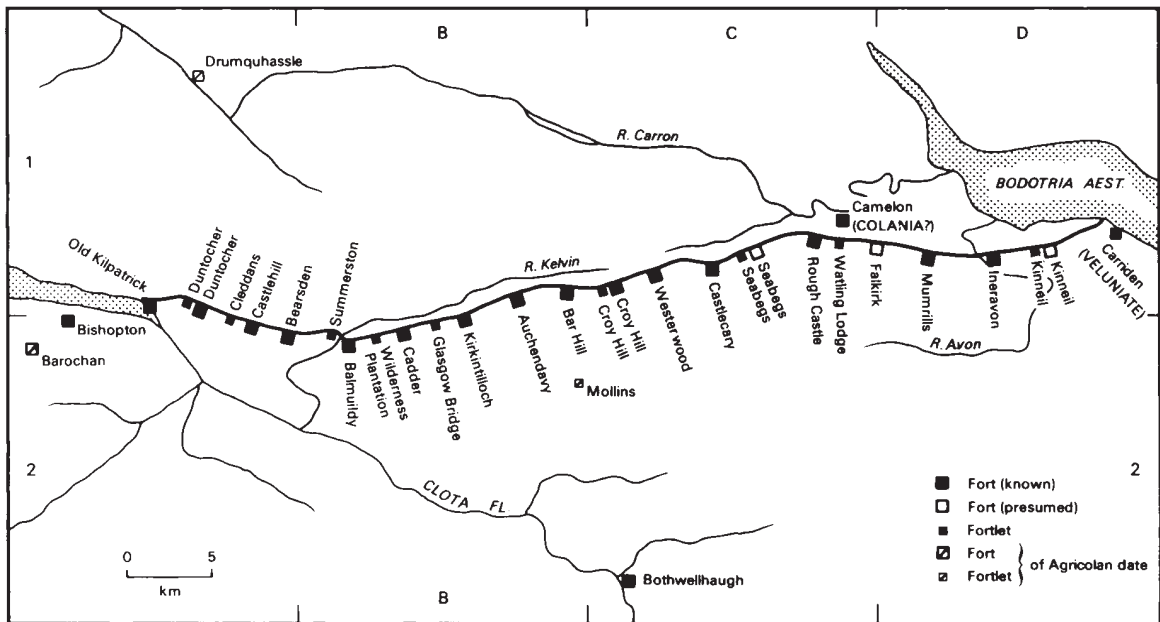 B
C
D
Drumquhassle
R. Carron
1
BODOTRIA AEST.
Camelon
(COLANIA?)
Old Kilpatrick
Duntocher
Duntocher
Cleddans
Castlehill
Bearsden
Summerston
R. Kelvin
Bishopton
Barochan
Balmuildy
Wilderness
Plantation
Cadder
Glasgow Bridge
Kirkintilloch
Auchendavy
Bar Hill
Croy Hill
Croy Hill
Westerwood
Castlecary
Seabegs
Seabegs
Rough Castle
Watling Lodge
Falkirk
Mumrills
Inveravon
Kinneil
Kinneil
Carriden
(VELUNIATE)
R. Avon
Mollins
2
2
CLOTA FL.
Bothwellhaugh
0 5
km
Fort (known)
Fort (presumed)
Fortlet
Fort
of Agricolan date
Fortlet
B